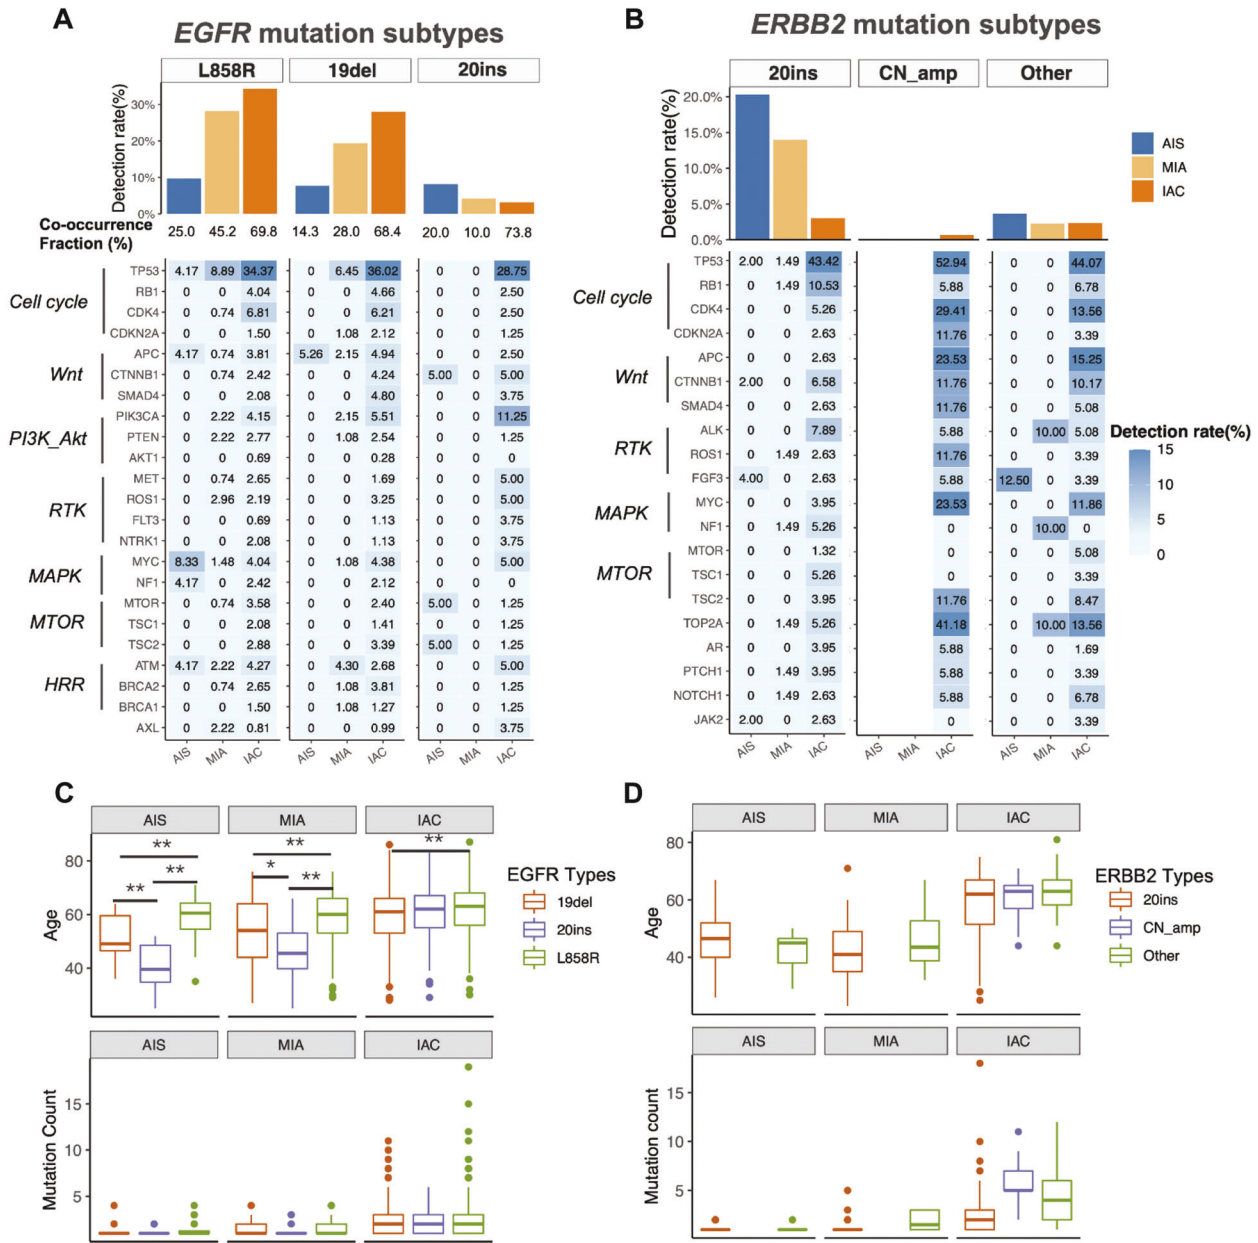 A
EGFR mutation subtypes
L858R 19del 20ins
Detection rate(%)
30%
20%
10%
0%
Co-occurrence
Fraction (%)
25.0 45.2 69.8 14.3 28.0 68.4 20.0 10.0 73.8
Cell cycle
TP53 4.17 8.89 34.37 0 6.45 36.02 0 0 28.75
RB1 0 0 4.04 0 0 4.66 0 0 2.50
CDK4 0 0.74 6.81 0 0 6.21 0 0 2.50
CDKN2A 0 0 1.50 0 1.08 2.12 0 0 1.25
Wnt
APC 4.17 0.74 3.81 5.26 2.15 4.94 0 0 2.50
CTNNB1 0 0.74 2.42 0 0 4.24 5.00 0 5.00
SMAD4 0 0 2.08 0 0 4.80 0 0 3.75
PI3K_Akt
PIK3CA 0 2.22 4.15 0 2.15 5.51 0 0 11.25
PTEN 0 2.22 2.77 0 1.08 2.54 0 0 1.25
AKT1 0 0 0.69 0 0 0.28 0 0 0
RTK
MET 0 0.74 2.65 0 0 1.69 0 0 5.00
ROS1 0 2.96 2.19 0 0 3.25 0 0 5.00
FLT3 0 0 0.69 0 0 1.13 0 0 3.75
NTRK1 0 0 2.08 0 0 1.13 0 0 3.75
MAPK
MYC 8.33 1.48 4.04 0 1.08 4.38 0 0 5.00
NF1 4.17 0 2.42 0 0 2.12 0 0 0
MTOR
MTOR 0 0.74 3.58 0 0 2.40 5.00 0 1.25
TSC1 0 0 2.08 0 0 1.41 0 0 1.25
TSC2 0 0 2.88 0 0 3.39 5.00 0 1.25
HRR
ATM 4.17 2.22 4.27 0 4.30 2.68 0 0 5.00
BRCA2 0 0.74 2.65 0 1.08 3.81 0 0 1.25
BRCA1 0 0 1.50 0 1.08 1.27 0 0 1.25
AXL 0 2.22 0.81 0 0 0.99 0 0 3.75
AIS MIA IAC AIS MIA IAC AIS MIA IAC
B
ERBB2 mutation subtypes
20ins CN_amp Other
Detection rate(%)
20.0%
15.0%
10.0%
5.0%
0.0%
AIS
MIA
IAC
Cell cycle
TP53 2.00 1.49 43.42 52.94 0 0 44.07
RB1 0 1.49 10.53 5.88 0 0 6.78
CDK4 0 0 5.26 29.41 0 0 13.56
CDKN2A 0 0 2.63 11.76 0 0 3.39
Wnt
APC 0 0 2.63 23.53 0 0 15.25
CTNNB1 2.00 0 6.58 11.76 0 0 10.17
SMAD4 0 0 2.63 11.76 0 0 5.08
RTK
ALK 0 0 7.89 5.88 0 10.00 5.08
ROS1 0 1.49 2.63 11.76 0 0 3.39
FGF3 4.00 0 2.63 5.88 12.50 0 3.39
MAPK
MYC 0 0 3.95 23.53 0 0 11.86
NF1 0 1.49 5.26 0 0 10.00 0
MTOR
MTOR 0 0 1.32 0 0 0 5.08
TSC1 0 0 5.26 0 0 0 3.39
TSC2 0 0 3.95 11.76 0 0 8.47
TOP2A 0 1.49 5.26 41.18 0 10.00 13.56
AR 0 0 3.95 5.88 0 0 1.69
PTCH1 0 1.49 3.95 5.88 0 0 3.39
NOTCH1 0 1.49 2.63 5.88 0 0 6.78
JAK2 2.00 0 2.63 0 0 0 3.39
AIS MIA IAC AIS MIA IAC AIS MIA IAC
Detection rate(%)
15
10
5
0
C
AIS MIA IAC
Age
80
60
40
** ** **
** * ** **
EGFR Types
19del
20ins
L858R
AIS MIA IAC
Mutation Count
15
10
5
D
AIS MIA IAC
Age
80
60
40
ERBB2 Types
20ins
CN_amp
Other
AIS MIA IAC
Mutation count
15
10
5